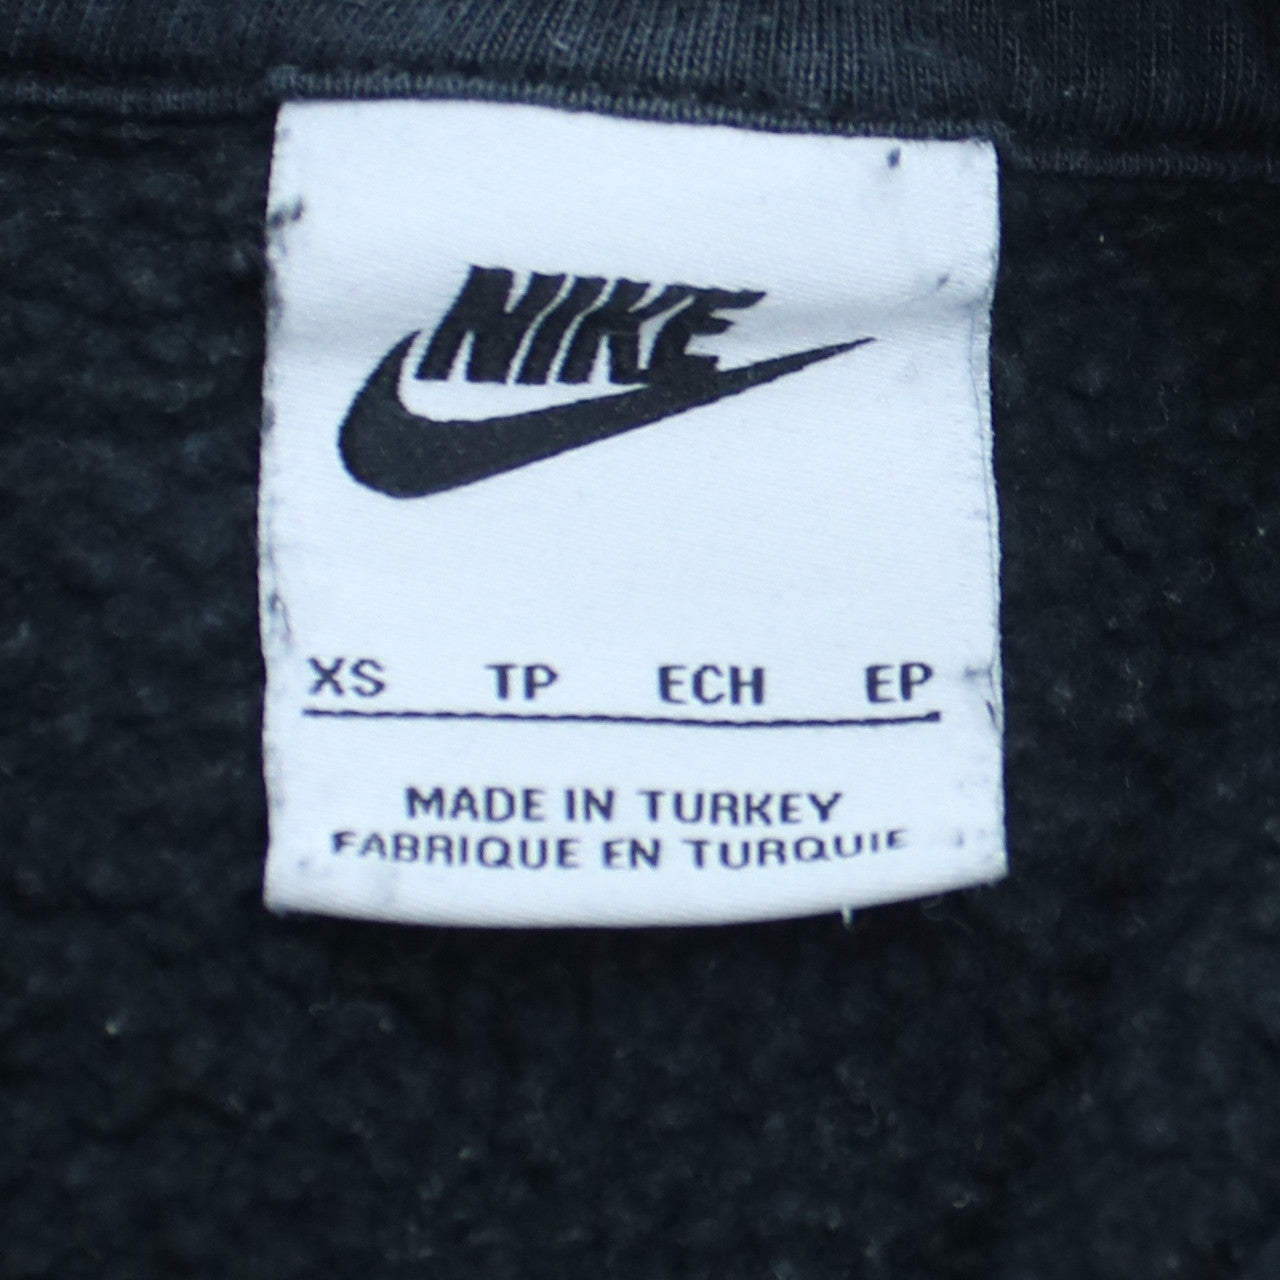 NIKE
XS TP ECH EP
MADE IN TURKEY
FABRIQUE EN TURQUIE